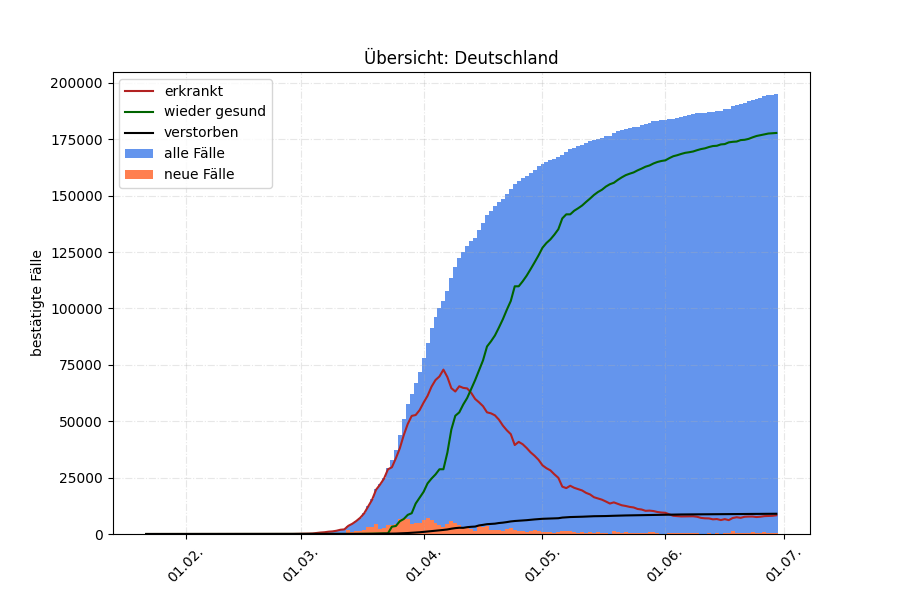 Übersicht: Deutschland
erkrankt
wieder gesund
verstorben
alle Fälle
neue Fälle
bestätigte Fälle
200000
175000
150000
125000
100000
75000
50000
25000
0
01.02.
01.03.
01.04.
01.05.
01.06.
01.07.